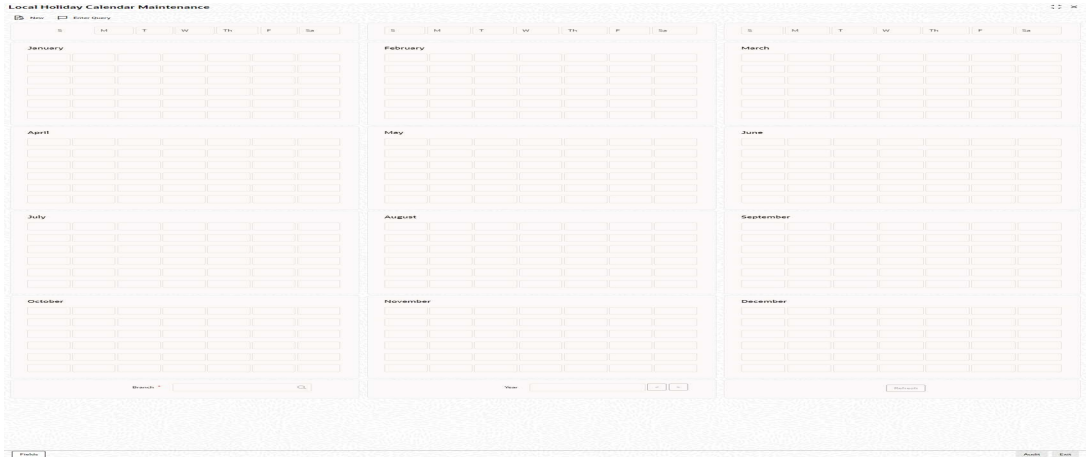 Local Holiday Calendar Maintenance
New Enter Query
S M T W Th F Sa S M T W Th F Sa S M T W Th F Sa
January February March
April May June
July August September
October November December
Branch * Year Refresh
Fields Audit Exit